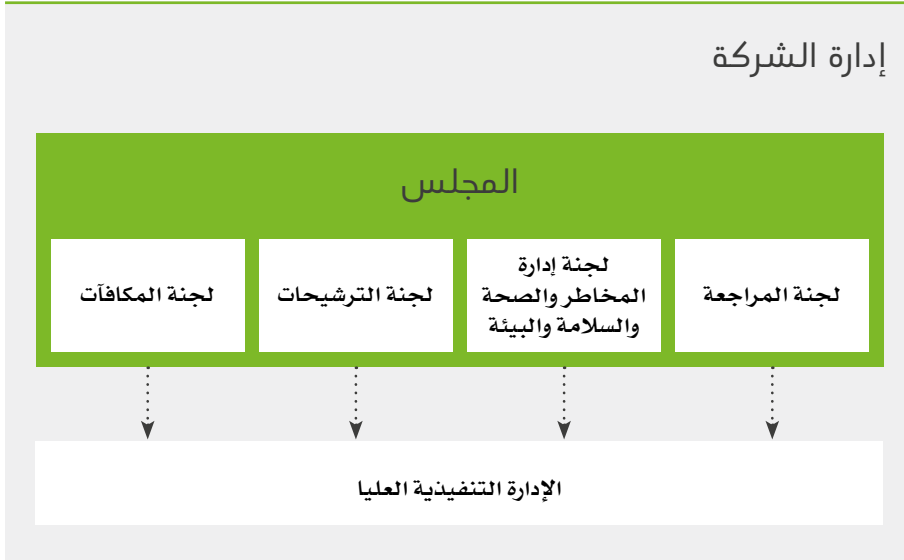 إدارة الشركة
المجلس
لجنة المراجعة
لجنة إدارة
المخاطر والصحة
والسلامة والبيئة
لجنة الترشيحات
لجنة المكافآت
الإدارة التنفيذية العليا